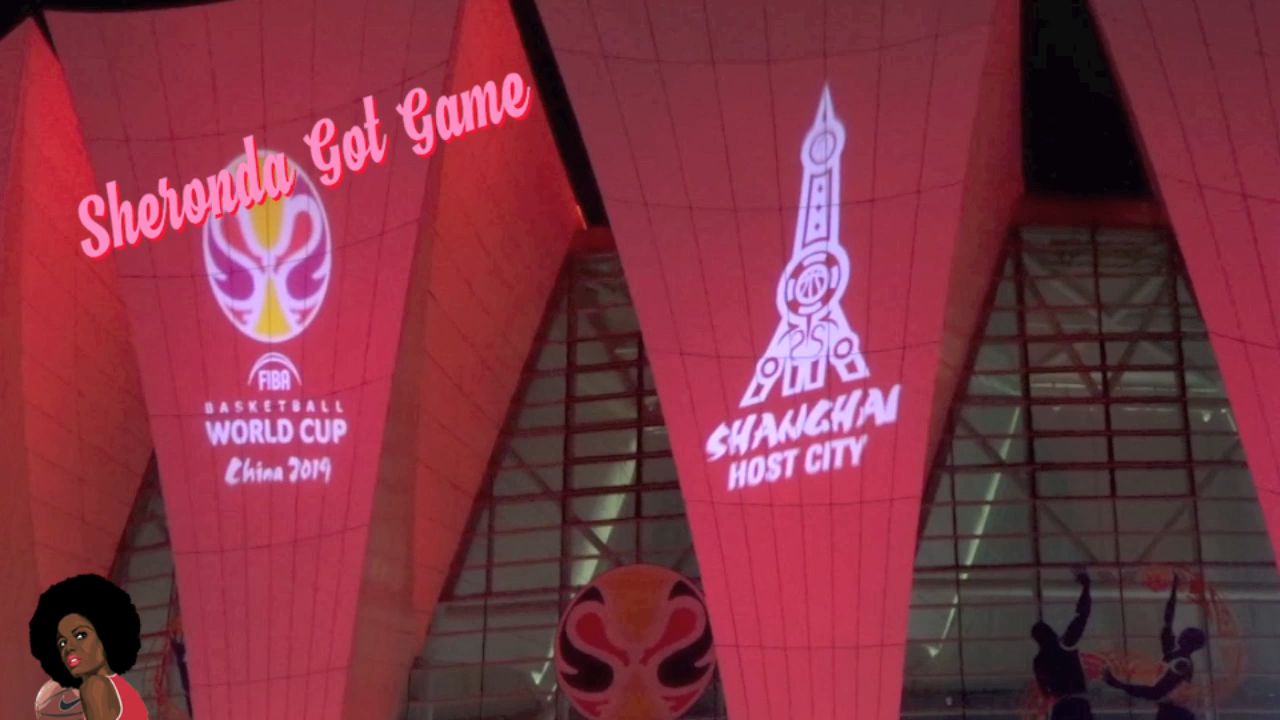 Sheronda Got Game
FIBA
BASKETBALL
WORLD CUP
China 2019
SHANGHAI
HOST CITY